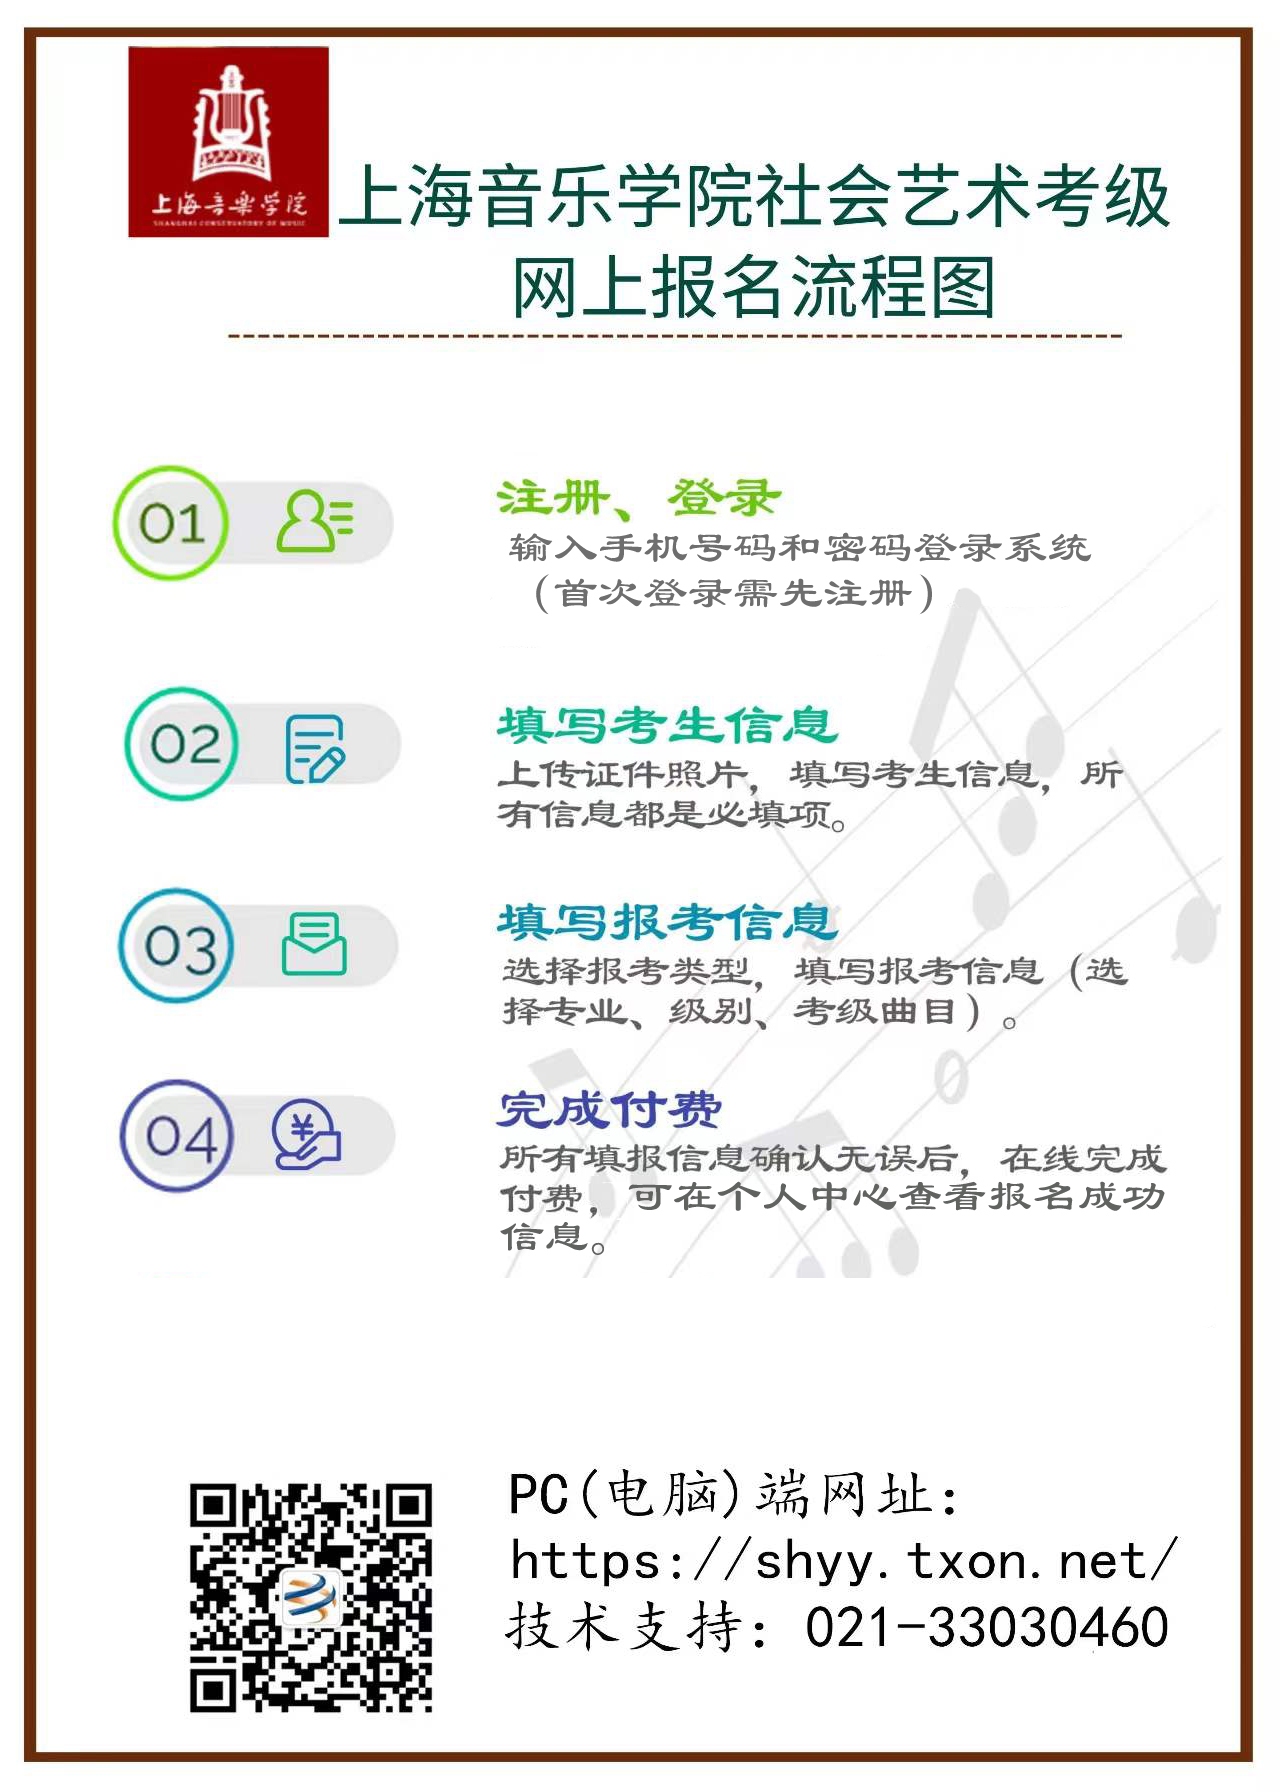 上海音樂学院
SHANGHAI CONSERVATORY OF MUSIC
上海音乐学院社会艺术考级
网上报名流程图
01
注册、登录
输入手机号码和密码登录系统
（首次登录需先注册）
02
填写考生信息
上传证件照片，填写考生信息，所
有信息都是必填项。
03
填写报考信息
选择报考类型，填写报考信息（选
择专业、级别、考级曲目）。
04
完成付费
所有填报信息确认无误后，在线完成
付费，可在个人中心查看报名成功
信息。
PC(电脑)端网址：
https://shyy.txon.net/
技术支持：021-33030460